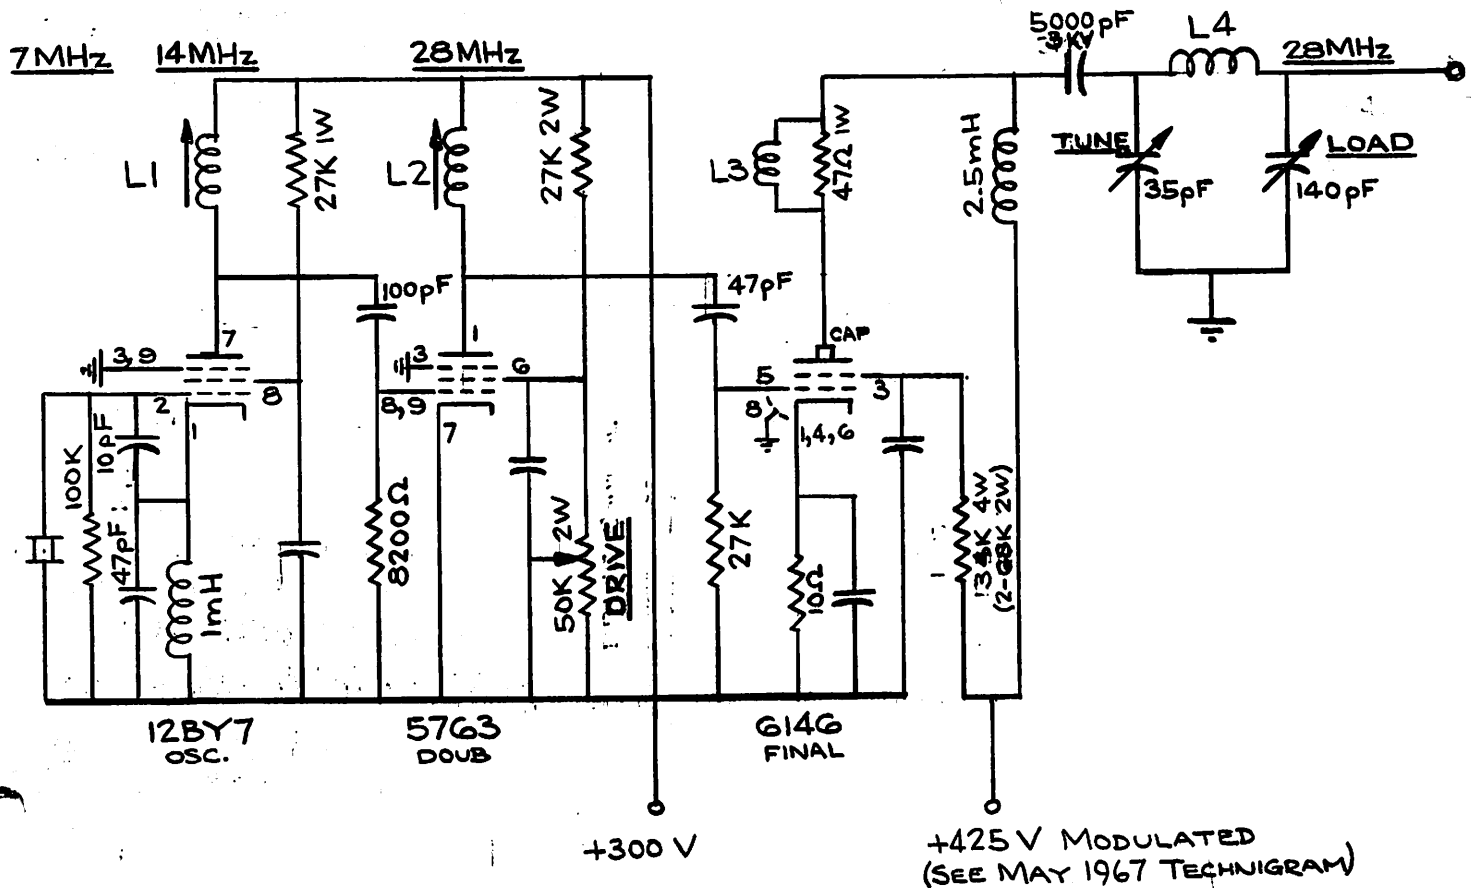 7MHz
14MHz
28MHz
5000pF
3KV
L4
28MHz
L1
27K 1W
L2
27K 2W
L3
47Ω 1W
2.5mH
TUNE
35pF
LOAD
140pF
100pF
47pF
7
3,9
8
2
1
1
3
6
8,9
7
CAP
5
3
8
1,4,6
100K
10pF
47pF
1mH
8200Ω
50K 2W
DRIVE
27K
10Ω
4W
(2-68K 2W)
12BY7
OSC.
5763
DOUB
6146
FINAL
+300 V
+425 V MODULATED
(SEE MAY 1967 TECHNIGRAM)